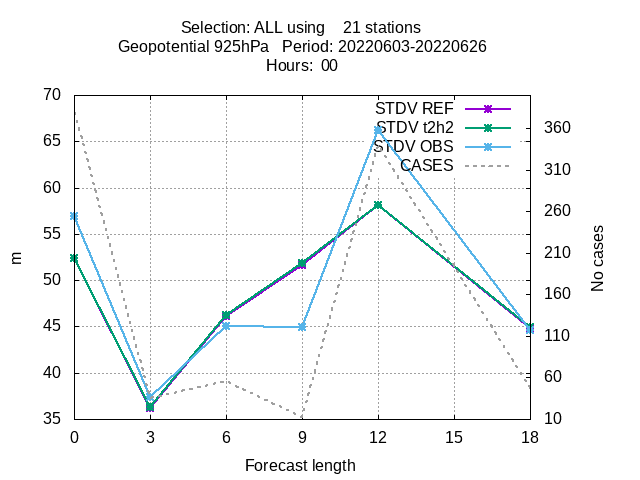 Selection: ALL using    21 stations
Geopotential 925hPa   Period: 20220603-20220626
Hours:  00
STDV REF
STDV t2h2
STDV OBS
CASES
70
65
60
55
50
45
40
35
m
360
310
260
210
160
110
60
10
No cases
0 3 6 9 12 15 18
Forecast length